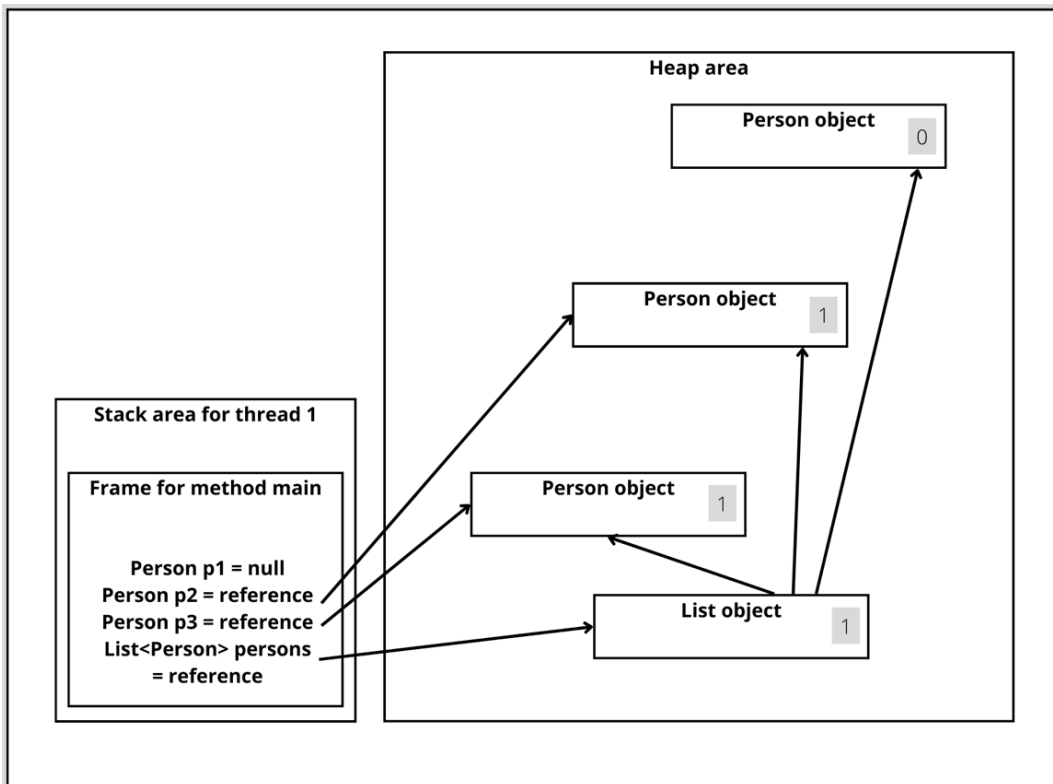 Heap area
Person object
0
Person object
1
Stack area for thread 1
Frame for method main
Person object
1
Person p1 = null
Person p2 = reference
Person p3 = reference
List<Person> persons
= reference
List object
1